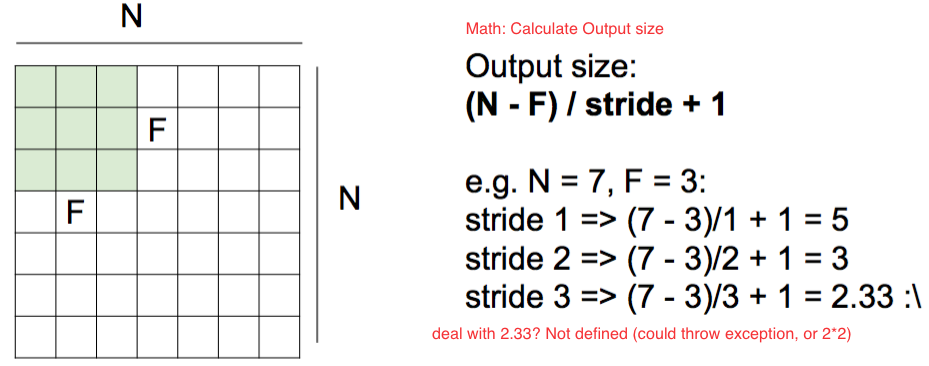 N
F
F
N
Math: Calculate Output size
Output size:
(N - F) / stride + 1
e.g. N = 7, F = 3:
stride 1 => (7 - 3)/1 + 1 = 5
stride 2 => (7 - 3)/2 + 1 = 3
stride 3 => (7 - 3)/3 + 1 = 2.33 :\
deal with 2.33? Not defined (could throw exception, or 2*2)